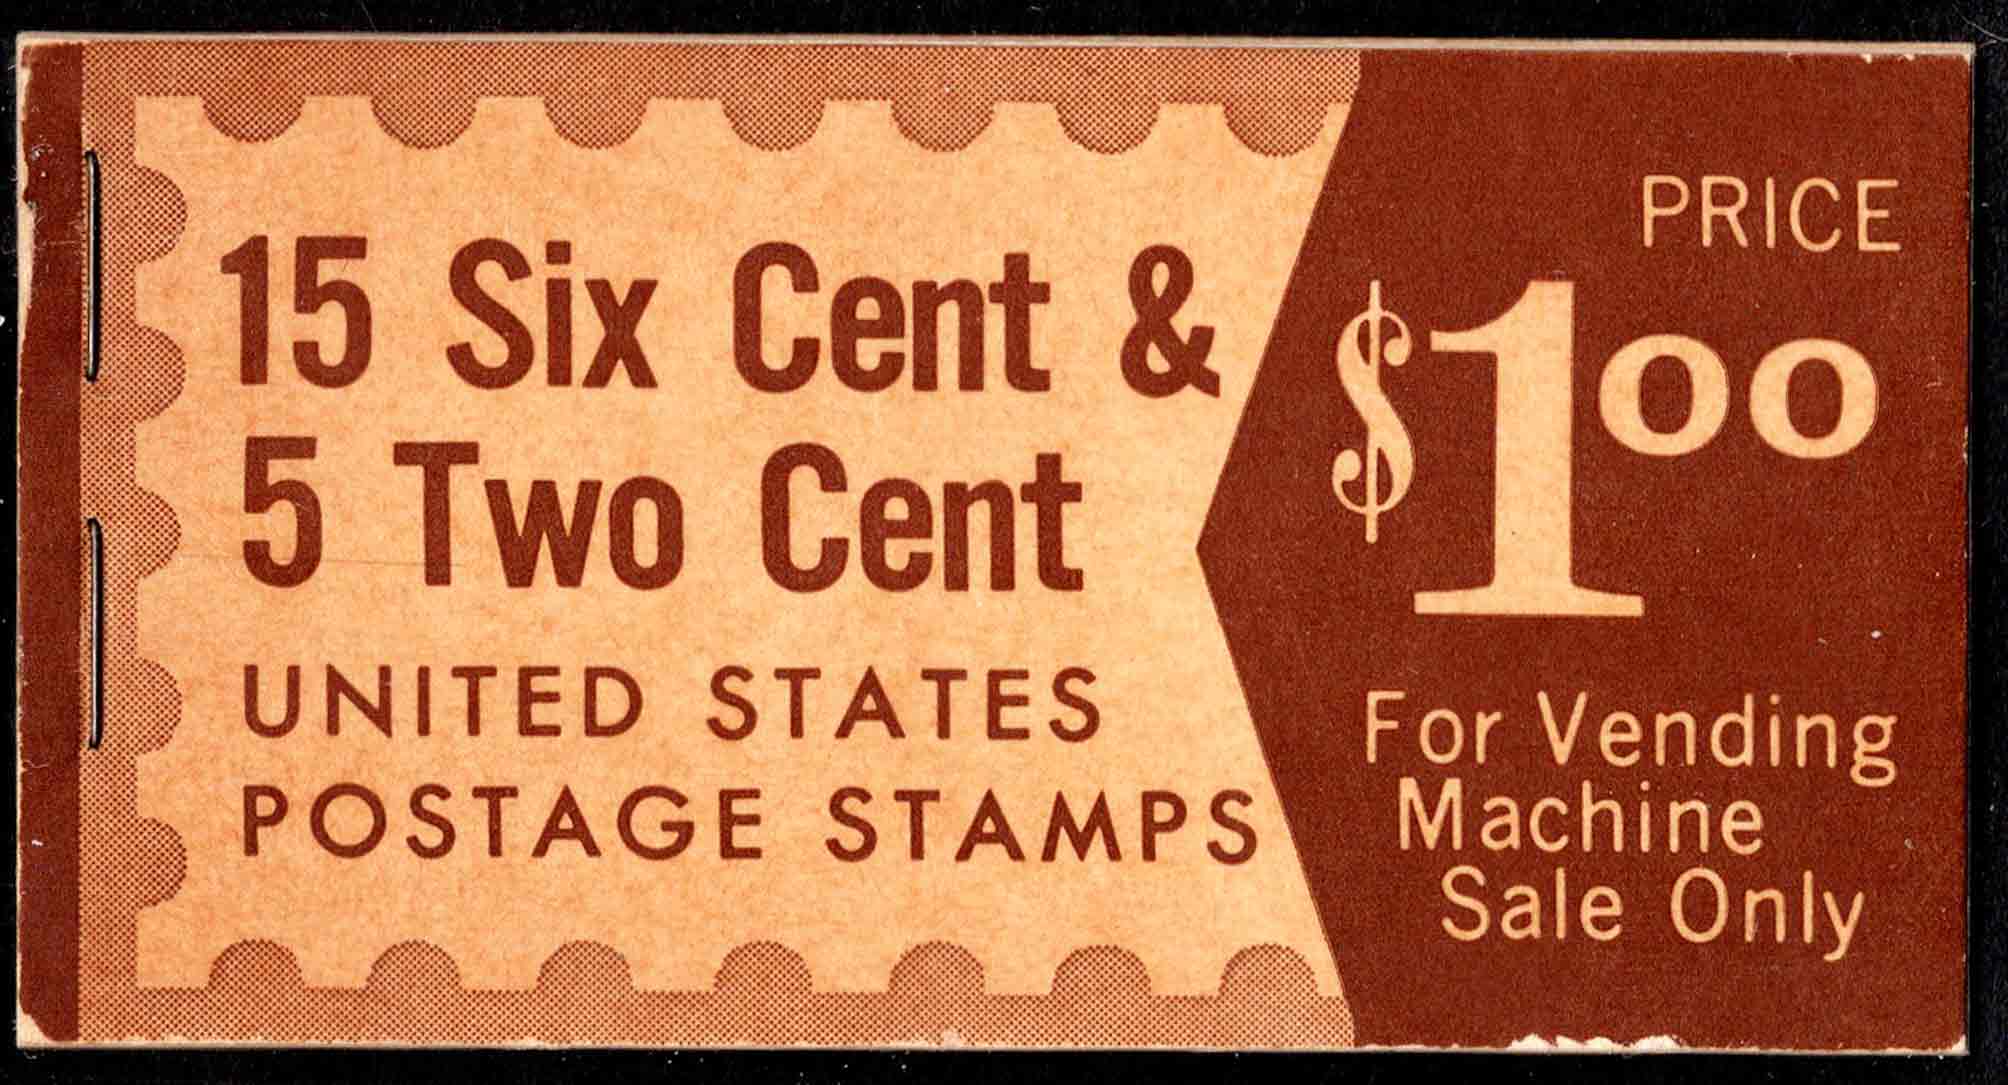 15 Six Cent &
5 Two Cent
UNITED STATES
POSTAGE STAMPS
PRICE
$1.00
For Vending
Machine
Sale Only